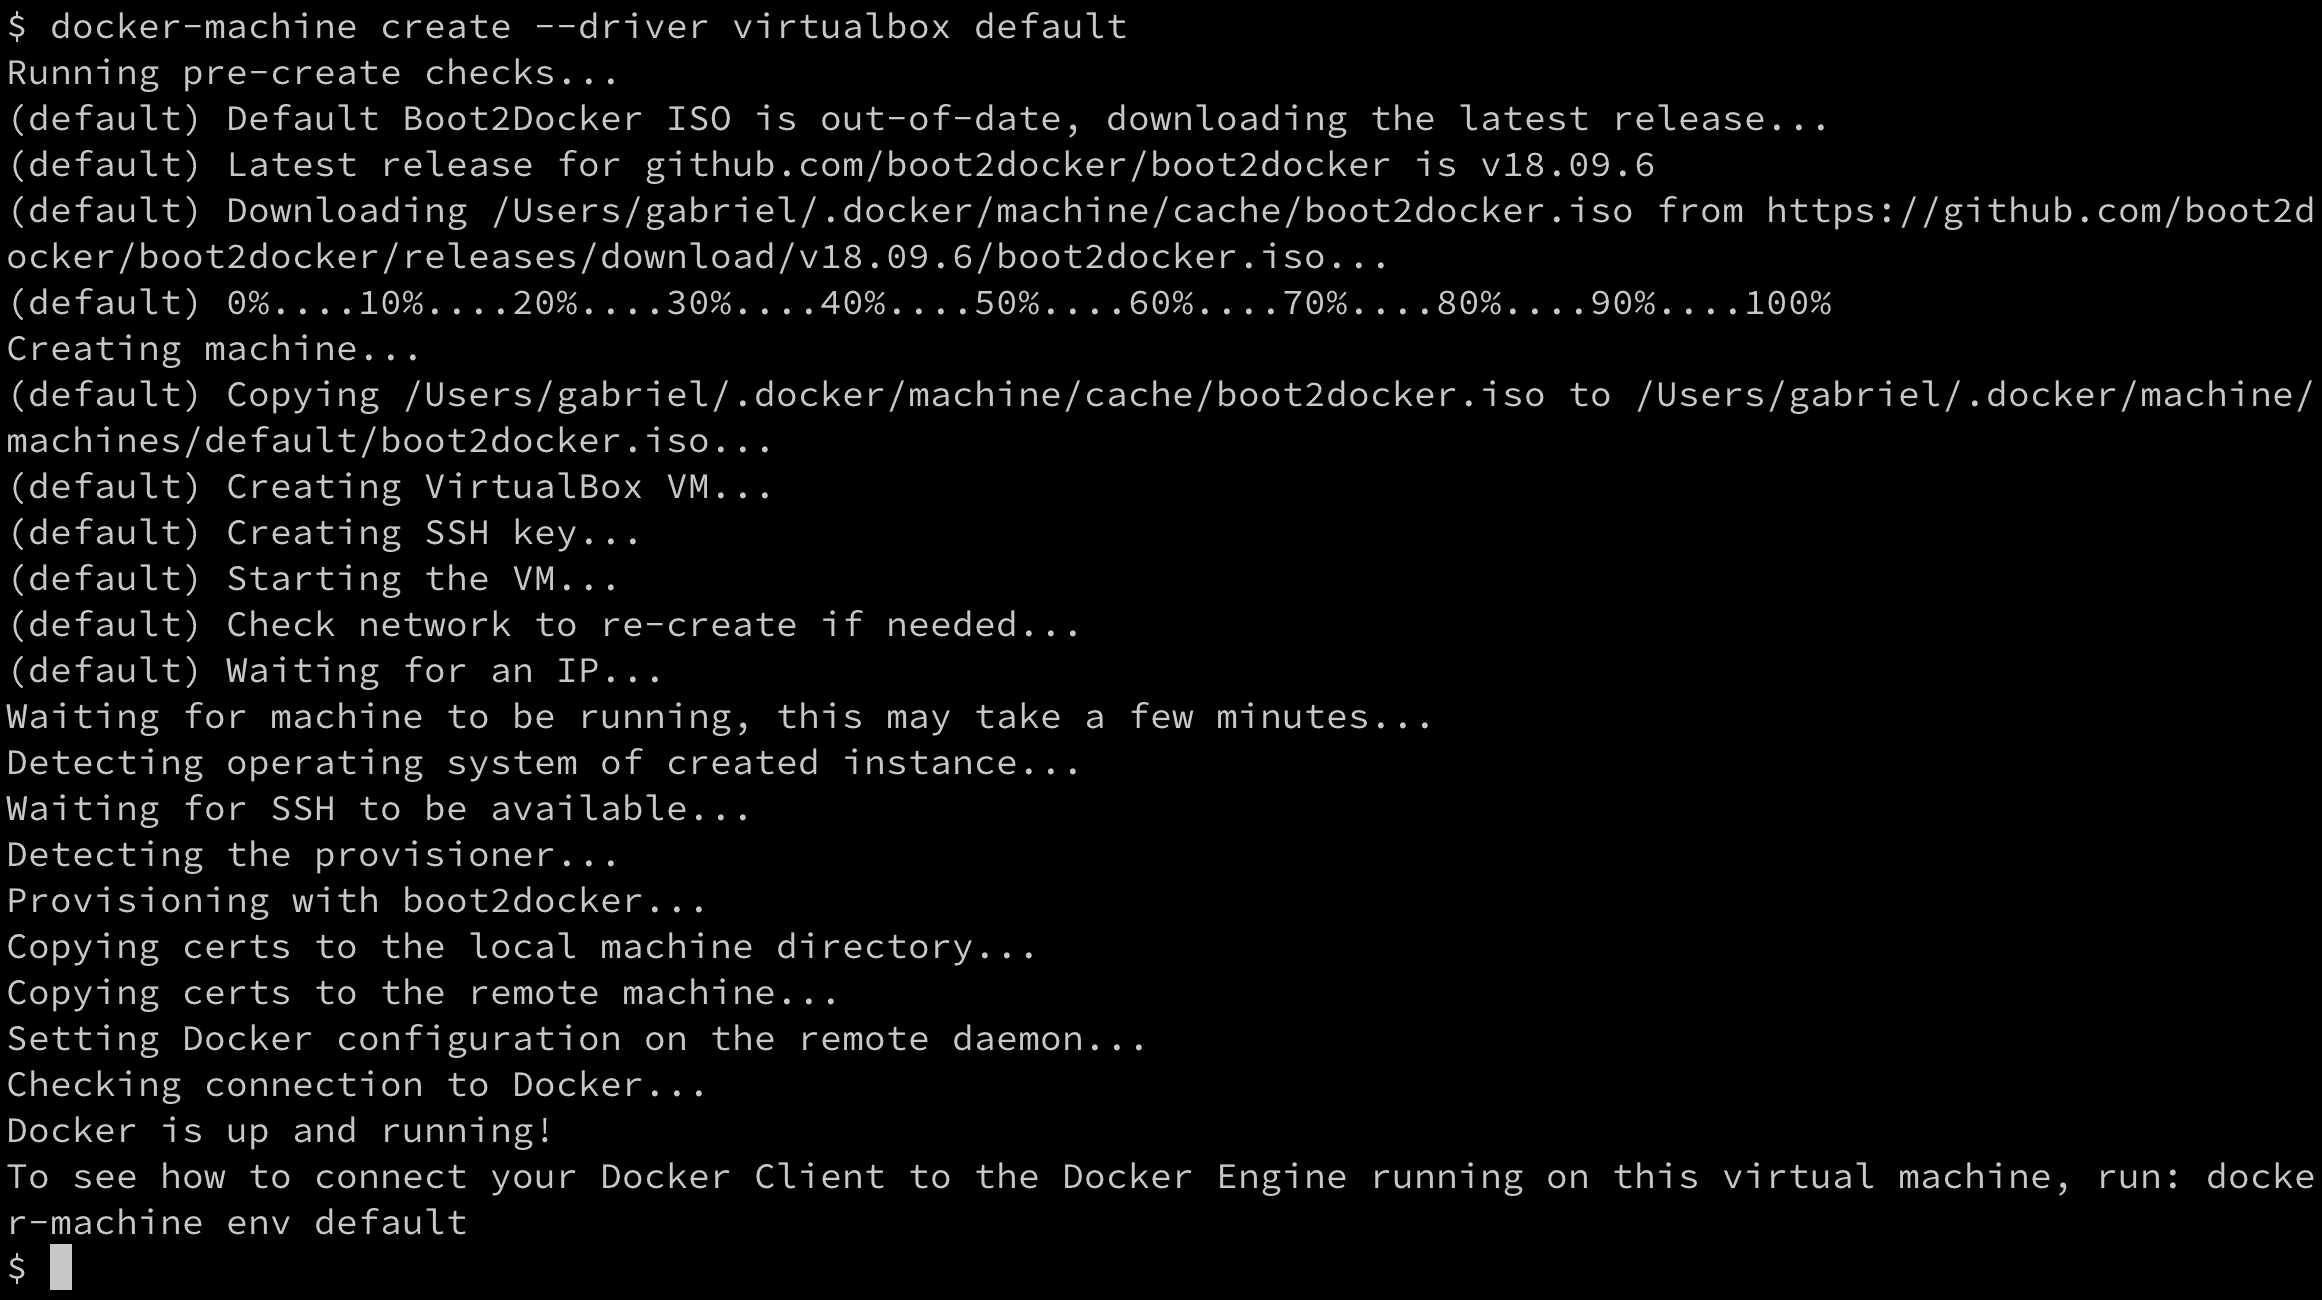 $ docker-machine create --driver virtualbox default
Running pre-create checks...
(default) Default Boot2Docker ISO is out-of-date, downloading the latest release...
(default) Latest release for github.com/boot2docker/boot2docker is v18.09.6
(default) Downloading /Users/gabriel/.docker/machine/cache/boot2docker.iso from https://github.com/boot2d
ocker/boot2docker/releases/download/v18.09.6/boot2docker.iso...
(default) 0%....10%....20%....30%....40%....50%....60%....70%....80%....90%....100%
Creating machine...
(default) Copying /Users/gabriel/.docker/machine/cache/boot2docker.iso to /Users/gabriel/.docker/machine/
machines/default/boot2docker.iso...
(default) Creating VirtualBox VM...
(default) Creating SSH key...
(default) Starting the VM...
(default) Check network to re-create if needed...
(default) Waiting for an IP...
Waiting for machine to be running, this may take a few minutes...
Detecting operating system of created instance...
Waiting for SSH to be available...
Detecting the provisioner...
Provisioning with boot2docker...
Copying certs to the local machine directory...
Copying certs to the remote machine...
Setting Docker configuration on the remote daemon...
Checking connection to Docker...
Docker is up and running!
To see how to connect your Docker Client to the Docker Engine running on this virtual machine, run: docke
r-machine env default
$